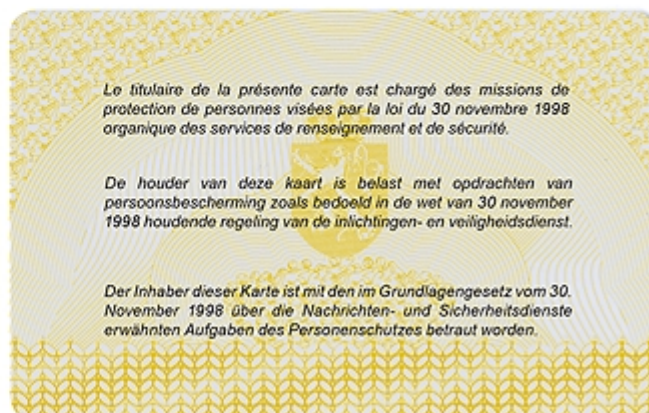 Le titulaire de la présente carte est chargé des missions de
protection de personnes visées par la loi du 30 novembre 1998
organique des services de renseignement et de sécurité.
De houder van deze kaart is belast met opdrachten van
persoonsbescherming zoals bedoeld in de wet van 30 november
1998 houdende regeling van de inlichtingen- en veiligheidsdienst.
Der Inhaber dieser Karte ist mit den im Grundlagengesetz vom 30.
November 1998 über die Nachrichten- und Sicherheitsdienste
erwähnten Aufgaben des Personenschutzes betraut worden.